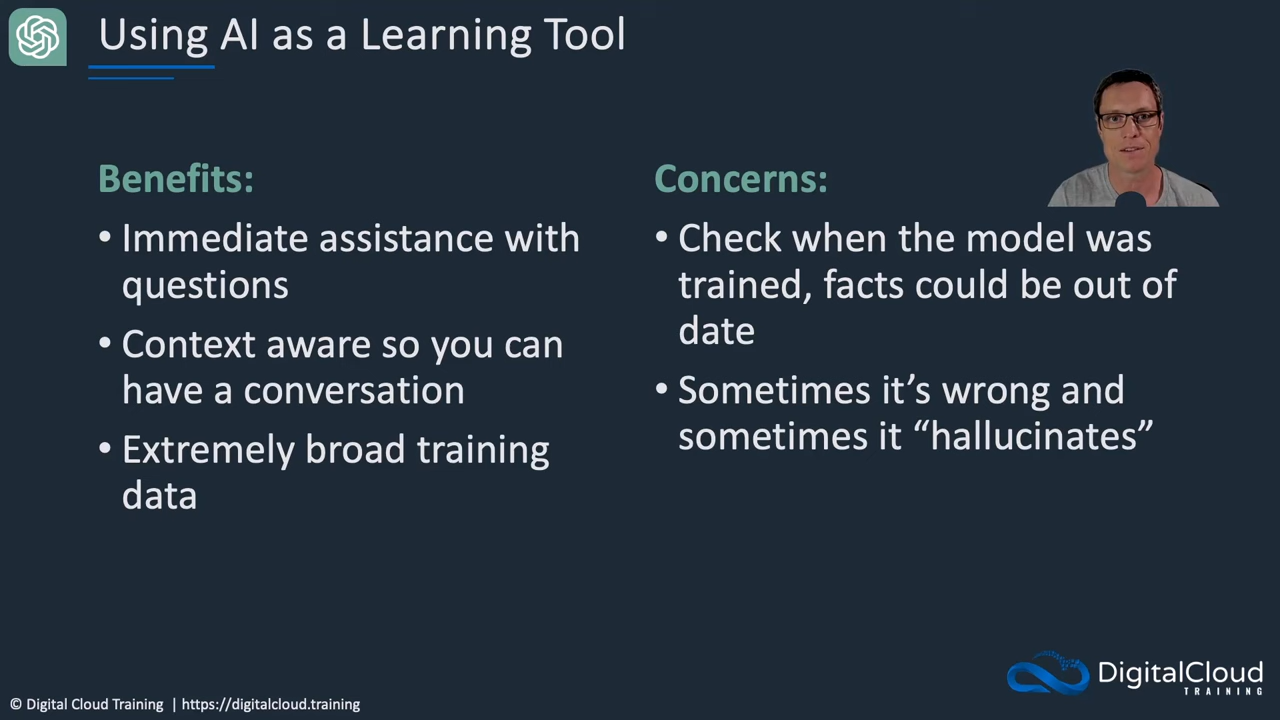 Using AI as a Learning Tool
Benefits:
• Immediate assistance with
questions
• Context aware so you can
have a conversation
• Extremely broad training
data
Concerns:
• Check when the model was
trained, facts could be out of
date
• Sometimes it’s wrong and
sometimes it “hallucinates”
DigitalCloud
TRAINING
© Digital Cloud Training | https://digitalcloud.training